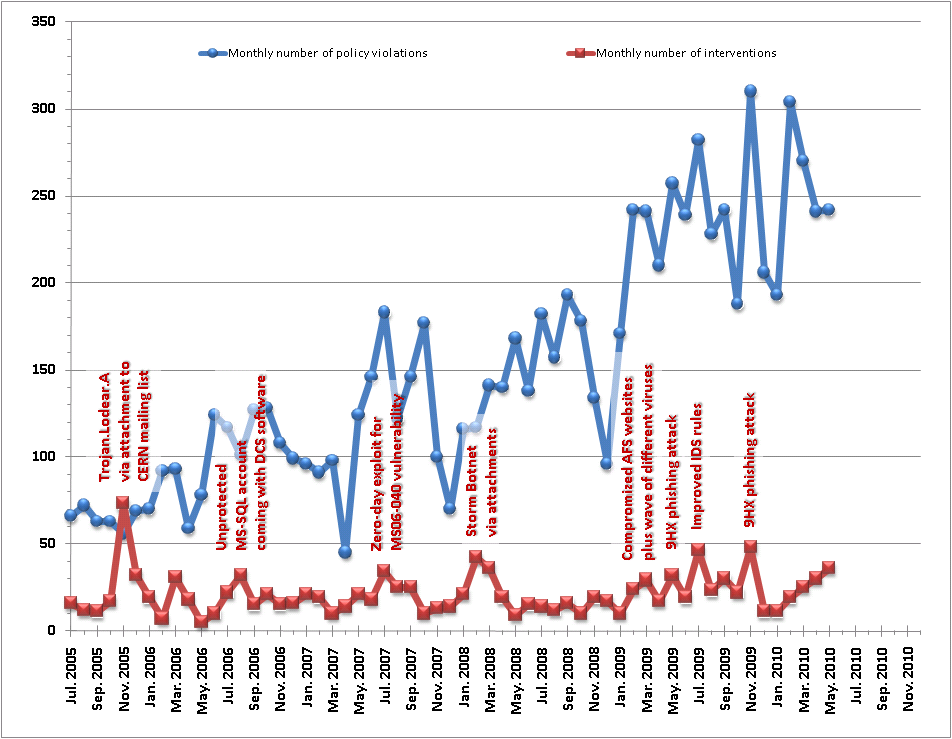 350
300
250
200
150
100
50
0
Monthly number of policy violations
Monthly number of interventions
Trojan.Lodear.A
via attachment to
CERN mailing list
Unprotected
MS-SQL account
coming with DCS software
Zero-day exploit for
MS06-040 vulnerability
Storm Botnet
via attachments
Compromized AFS websites
plus wave of different viruses
9HX phishing attack
Improved IDS rules
9HX phishing attack
Jul. 2005
Sep. 2005
Nov. 2005
Jan. 2006
Mar. 2006
May. 2006
Jul. 2006
Sep. 2006
Nov. 2006
Jan. 2007
Mar. 2007
May. 2007
Jul. 2007
Sep. 2007
Nov. 2007
Jan. 2008
Mar. 2008
May. 2008
Jul. 2008
Sep. 2008
Nov. 2008
Jan. 2009
Mar. 2009
May. 2009
Jul. 2009
Sep. 2009
Nov. 2009
Jan. 2010
Mar. 2010
May. 2010
Jul. 2010
Sep. 2010
Nov. 2010